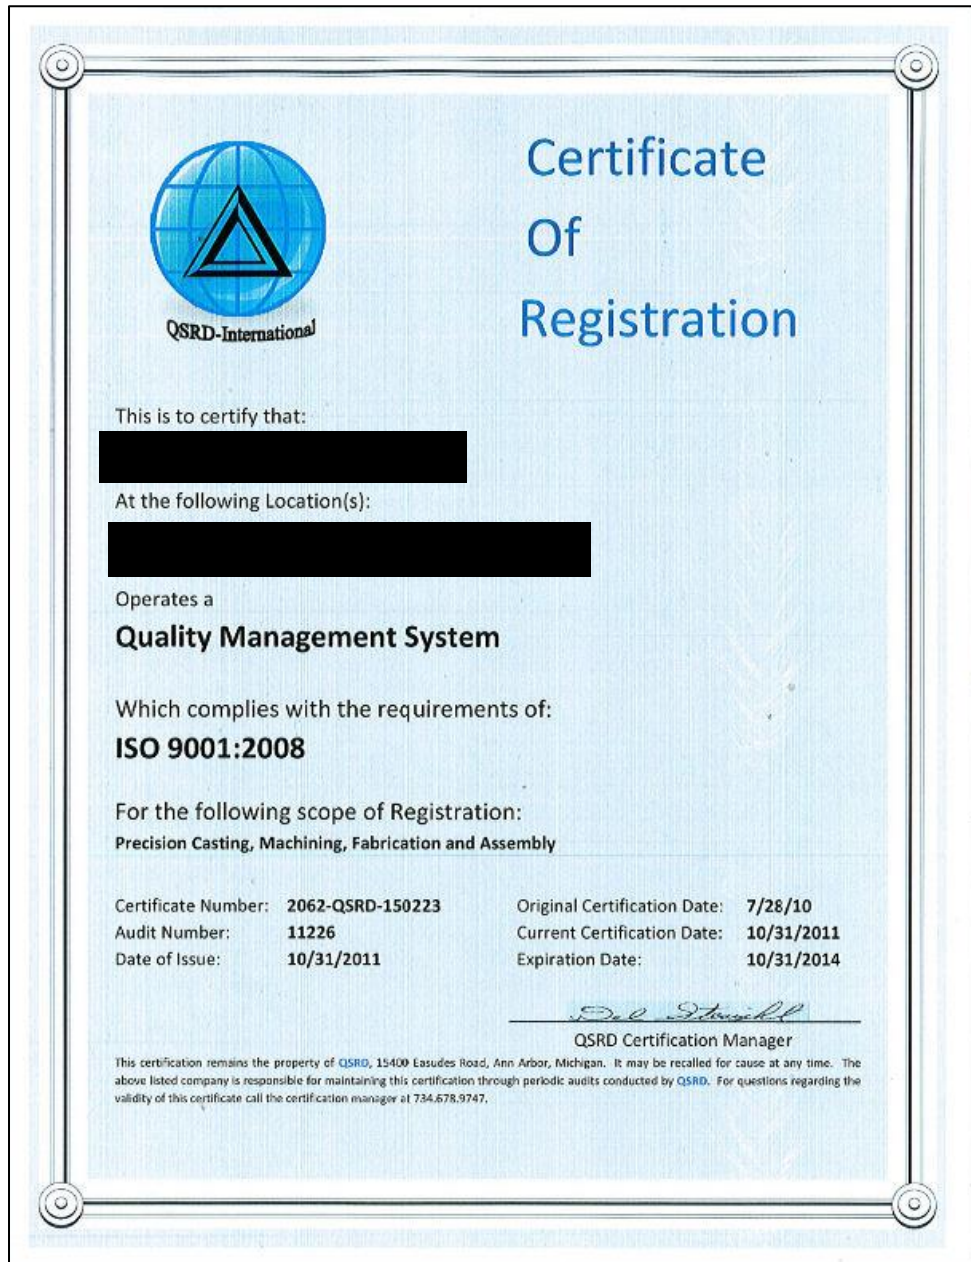 QSRD-International
Certificate
Of
Registration
This is to certify that:
At the following Location(s):
Operates a
Quality Management System
Which complies with the requirements of:
ISO 9001:2008
For the following scope of Registration:
Precision Casting, Machining, Fabrication and Assembly
Certificate Number: 2062-QSRD-150223
Audit Number: 11226
Date of Issue: 10/31/2011
Original Certification Date: 7/28/10
Current Certification Date: 10/31/2011
Expiration Date: 10/31/2014
QSRD Certification Manager
This certification remains the property of QSRD, 15400 Easudes Road, Ann Arbor, Michigan. It may be recalled for cause at any time. The
above listed company is responsible for maintaining this certification through periodic audits conducted by QSRD. For questions regarding the
validity of this certificate call the certification manager at 734.678.9747.